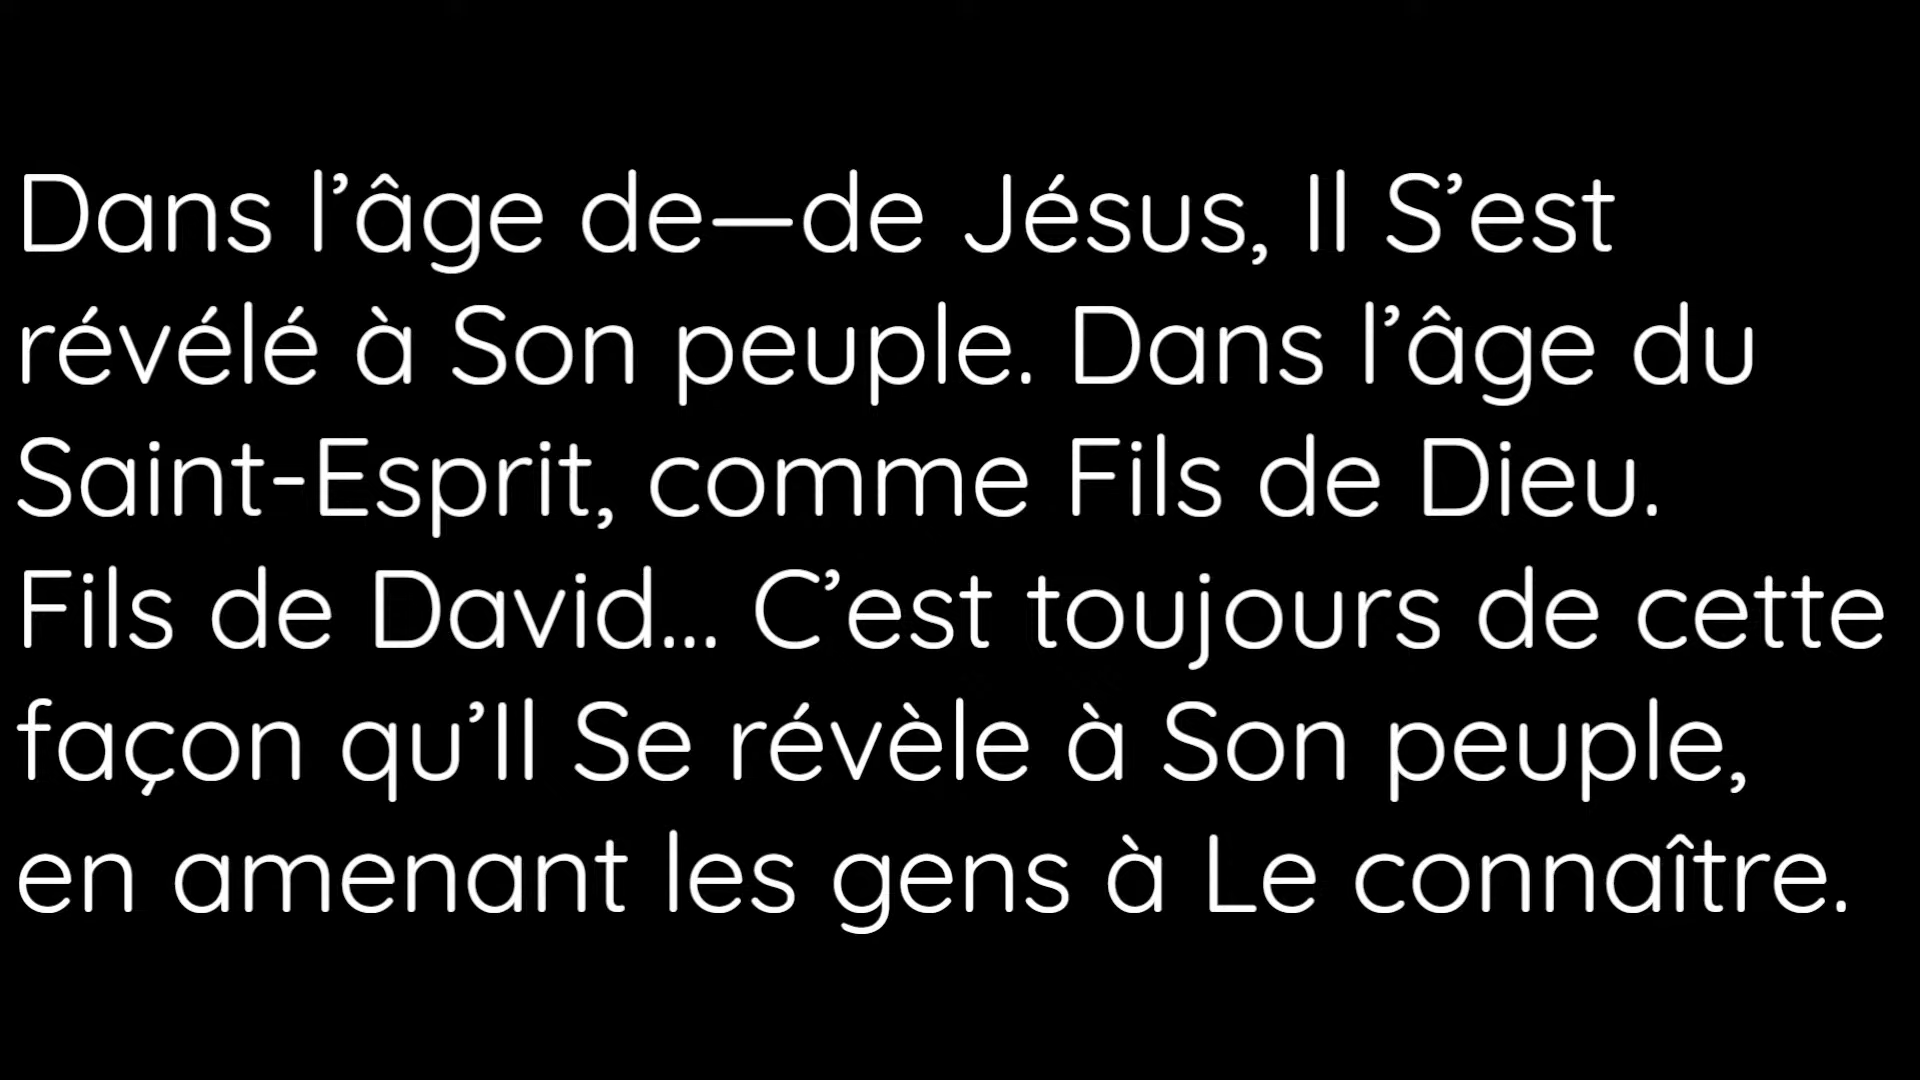 Dans l’âge de—de Jésus, Il S’est
révélé à Son peuple. Dans l’âge du
Saint-Esprit, comme Fils de Dieu.
Fils de David... C’est toujours de cette
façon qu’Il Se révèle à Son peuple,
en amenant les gens à Le connaître.